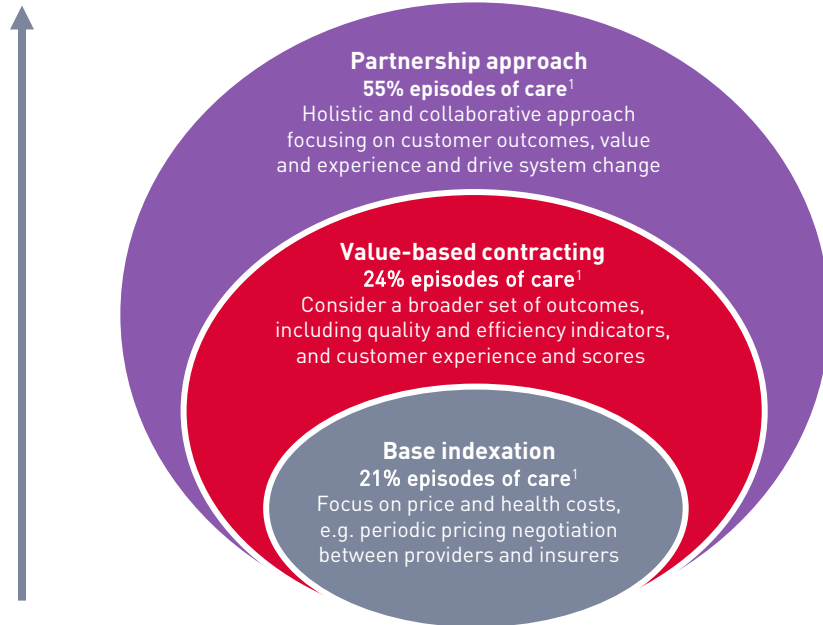 Partnership approach
55% episodes of care¹
Holistic and collaborative approach
focusing on customer outcomes, value
and experience and drive system change
Value-based contracting
24% episodes of care¹
Consider a broader set of outcomes,
including quality and efficiency indicators,
and customer experience and scores
Base indexation
21% episodes of care¹
Focus on price and health costs,
e.g. periodic pricing negotiation
between providers and insurers